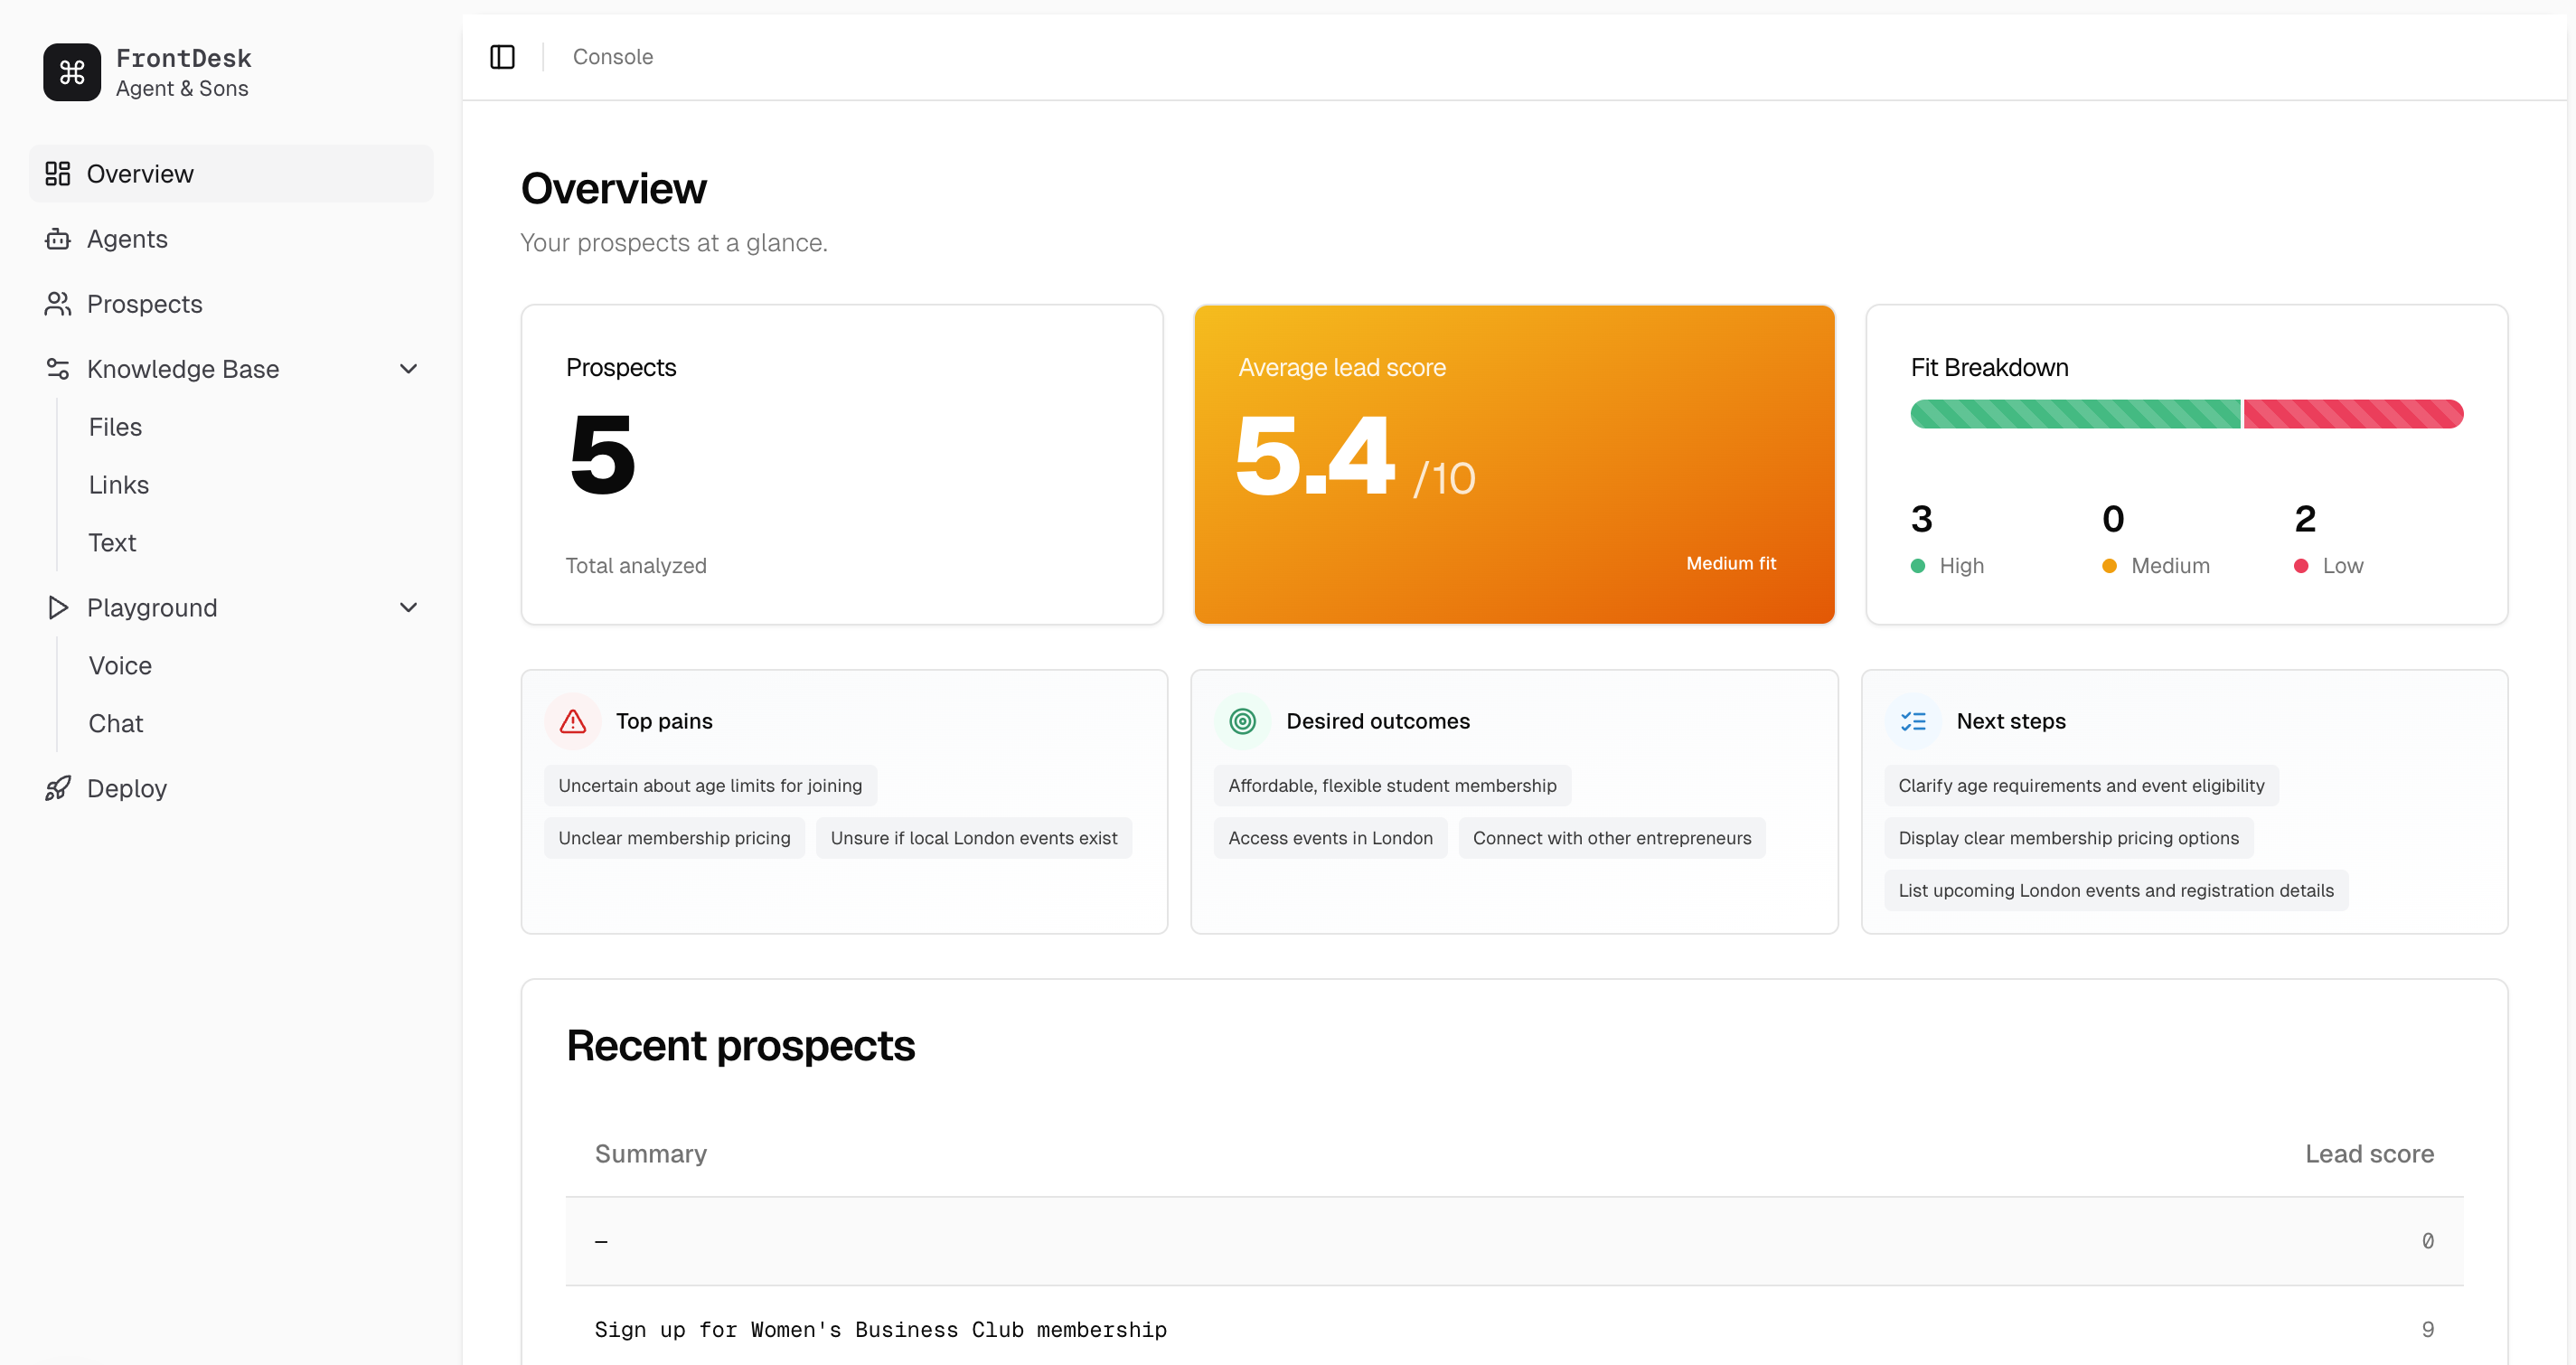 FrontDesk
Agent & Sons
Overview
Agents
Prospects
Knowledge Base
Files
Links
Text
Playground
Voice
Chat
Deploy
Console
Overview
Your prospects at a glance.
Prospects
5
Total analyzed
Average lead score
5.4 /10
Medium fit
Fit Breakdown
3 0 2
High Medium Low
Top pains
Uncertain about age limits for joining
Unclear membership pricing Unsure if local London events exist
Desired outcomes
Affordable, flexible student membership
Access events in London Connect with other entrepreneurs
Next steps
Clarify age requirements and event eligibility
Display clear membership pricing options
List upcoming London events and registration details
Recent prospects
Summary Lead score
— 0
Sign up for Women's Business Club membership 9